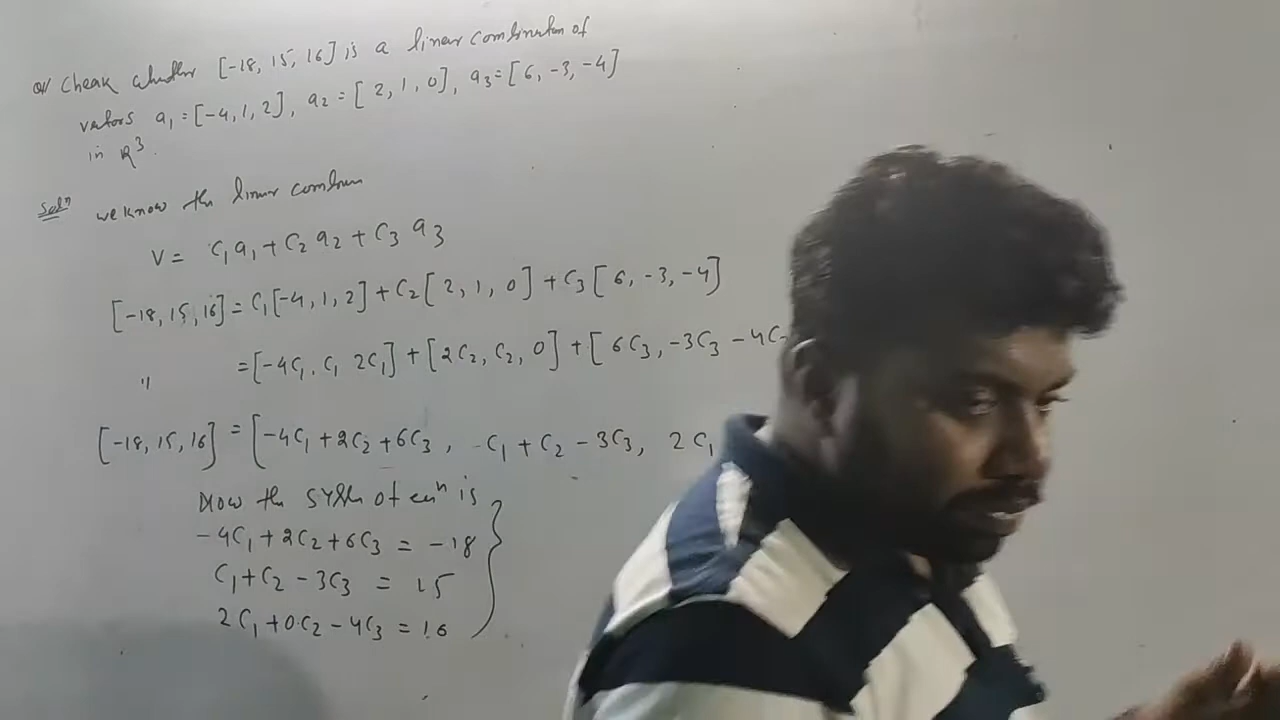 Q/ Cheak whether [-18, 15, 16] is a linear combination of
vectors a₁ = [-4, 1, 2], a₂ = [2, 1, 0], a₃ = [6, -3, -4]
in R³.
Solⁿ we know the linear
V = C₁a₁ + C₂a₂ + C₃a₃
[-18, 15, 16] = C₁[-4, 1, 2] + C₂[2, 1, 0] + C₃[6, -3, -4]
" = [-4C₁, C₁ 2C₁] + [2C₂, C₂, 0] + [6C₃, -3C₃ -4C
[-18, 15, 16] = [-4C₁ + 2C₂ + 6C₃, C₁ + C₂ - 3C₃, 2C₁
Now the of is
-4C₁ + 2C₂ + 6C₃ = -18
C₁ + C₂ - 3C₃ = 15
2C₁ + 0.C₂ - 4C₃ = 16